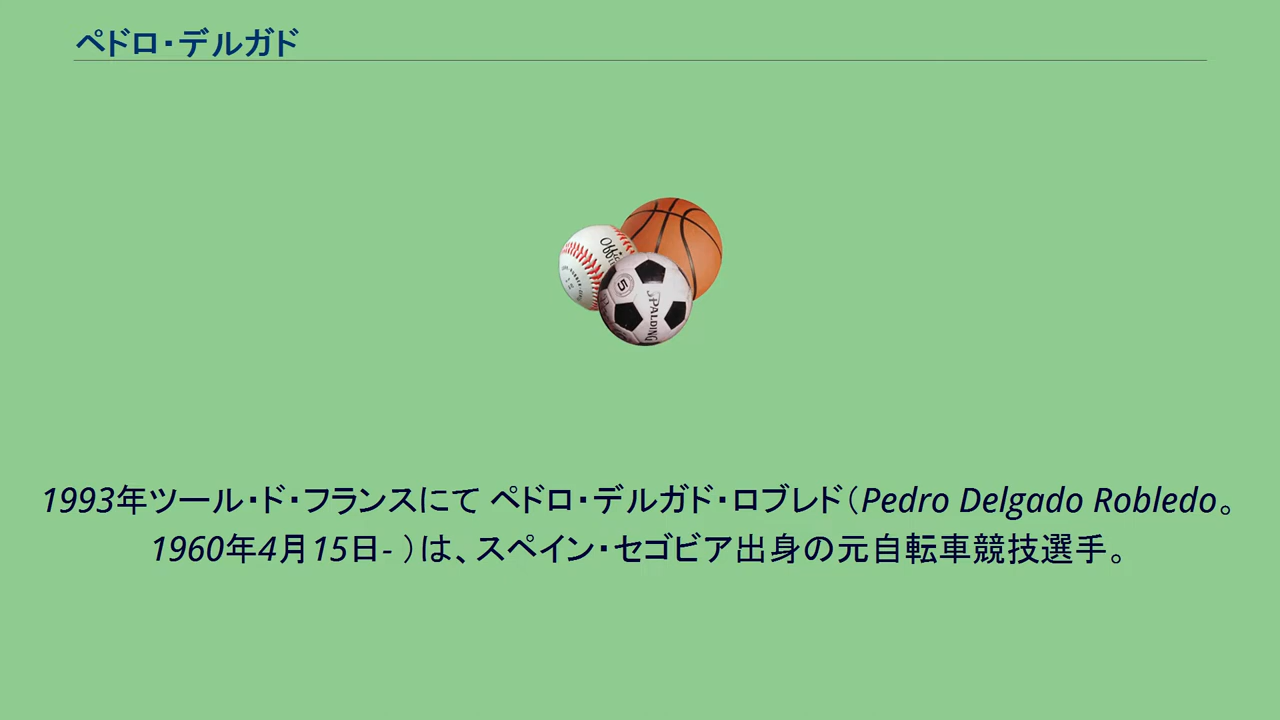 ペドロ・デルガド
Offic
5
SPALDING
1993年ツール・ド・フランスにて ペドロ・デルガド・ロブレド（Pedro Delgado Robledo。
1960年4月15日- ）は、スペイン・セゴビア出身の元自転車競技選手。